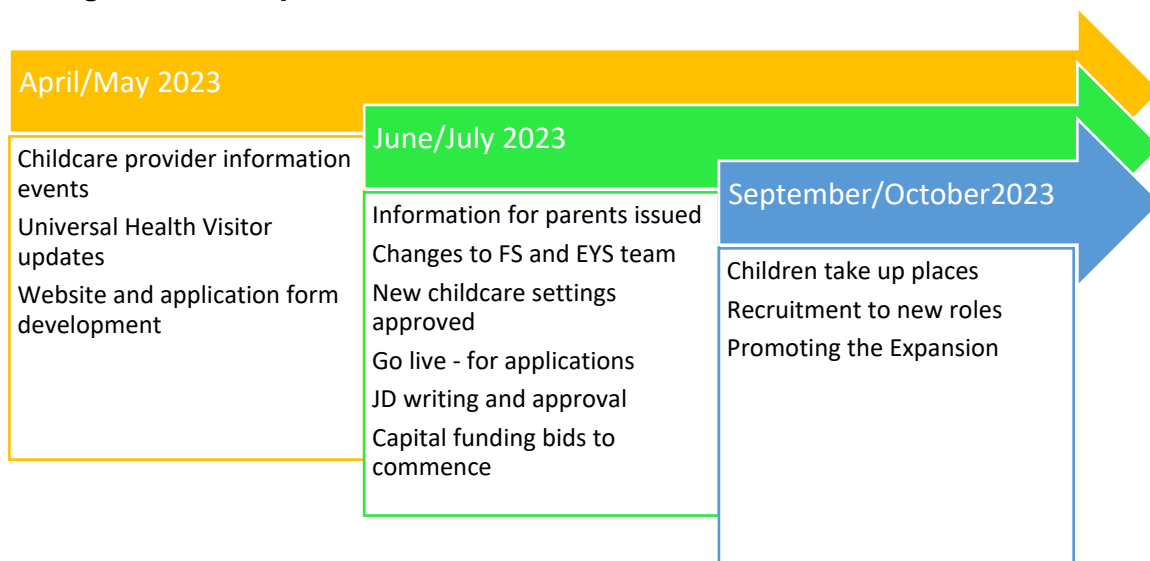 April/May 2023
Childcare provider information
events
Universal Health Visitor
updates
Website and application form
development
June/July 2023
Information for parents issued
Changes to FS and EYS team
New childcare settings
approved
Go live - for applications
JD writing and approval
Capital funding bids to
commence
September/October2023
Children take up places
Recruitment to new roles
Promoting the Expansion